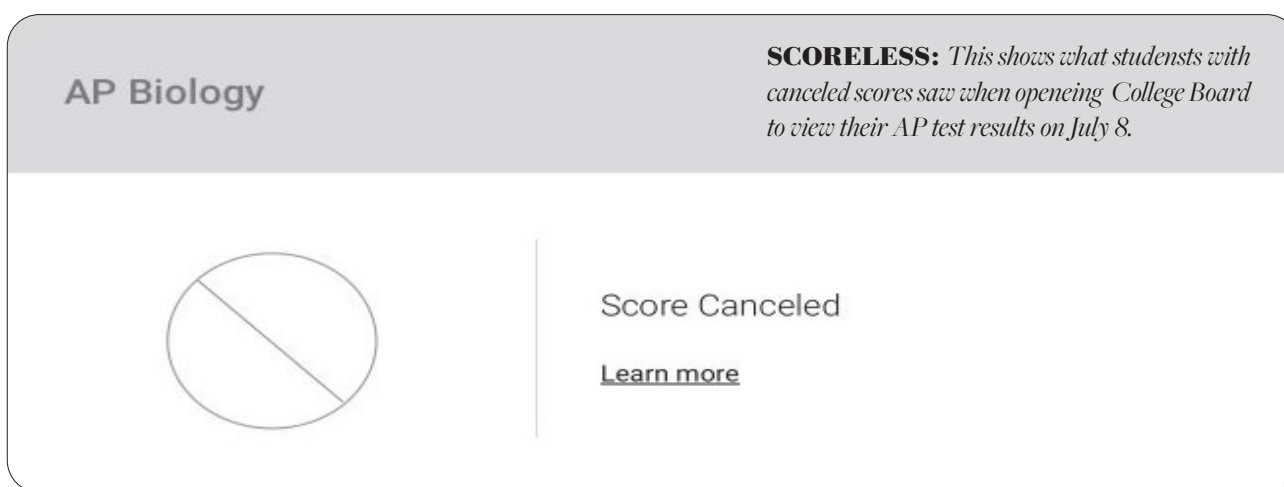 AP Biology
SCORELESS: This shows what studensts with
canceled scores saw when openeing College Board
to view their AP test results on July 8.
Score Canceled
Learn more